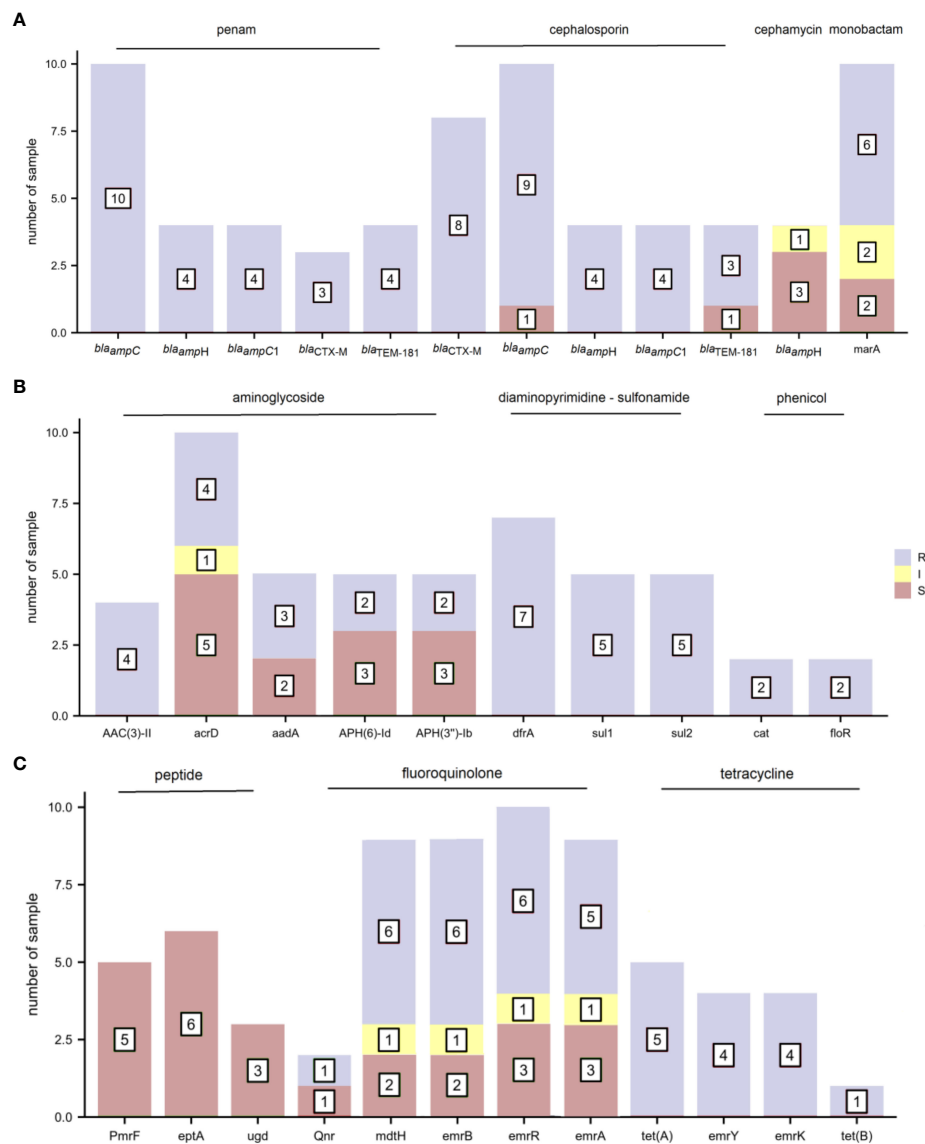 A
penam cephalosporin cephamycin monobactam
number of sample
10.0
7.5
5.0
2.5
0.0
10 4 4 3 4 8 9 1 4 4 3 1 1 3 6 2 2
blaampC blaampH blaampC1 blaCTX-M blaTEM-181 blaCTX-M blaampC blaampH blaampC1 blaTEM-181 blaampH marA
B
aminoglycoside diaminopyrimidine - sulfonamide phenicol
number of sample
10.0
7.5
5.0
2.5
0.0
4 4 1 5 3 2 2 3 2 3 7 5 5 2 2
AAC(3)-II acrD aadA APH(6)-Id APH(3")-Ib dfrA sul1 sul2 cat floR
R
I
S
C
peptide fluoroquinolone tetracycline
number of sample
10.0
7.5
5.0
2.5
0.0
5 6 3 1 1 6 1 2 6 1 2 6 1 3 5 1 3 5 4 4 1
PmrF eptA ugd Qnr mdtH emrB emrR emrA tet(A) emrY emrK tet(B)